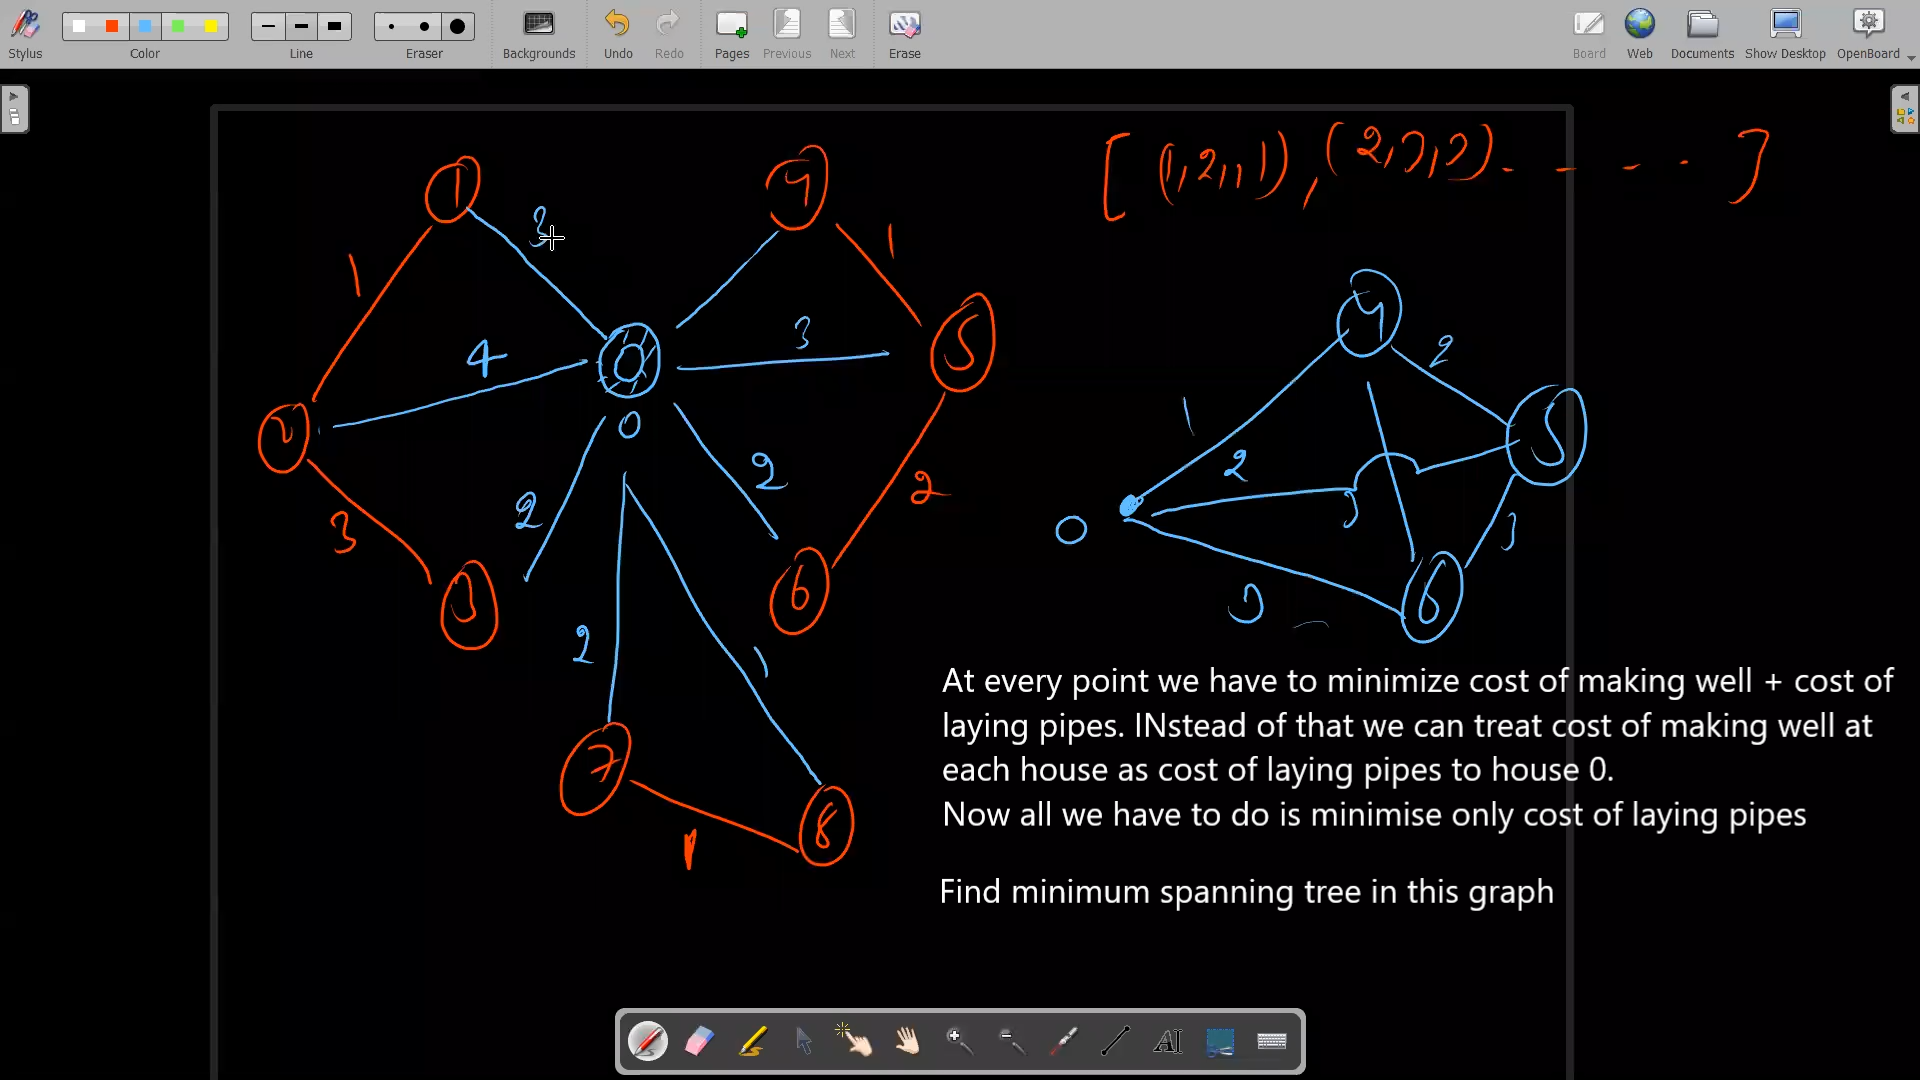 Stylus
Color
Line
Eraser
Backgrounds
Undo
Redo
Pages
Previous
Next
Erase
Board
Web
Documents
Show Desktop
OpenBoard
[ (1,2,,1), (2,3,3). - - - - ]
1
4
3
1
1
4
0
3
5
4
2
1
2
2
0
2
5
3
2
2
2
3
3
3
6
0
3
6
2
1
7
8
1
At every point we have to minimize cost of making well + cost of
laying pipes. INstead of that we can treat cost of making well at
each house as cost of laying pipes to house 0.
Now all we have to do is minimise only cost of laying pipes
Find minimum spanning tree in this graph
AI